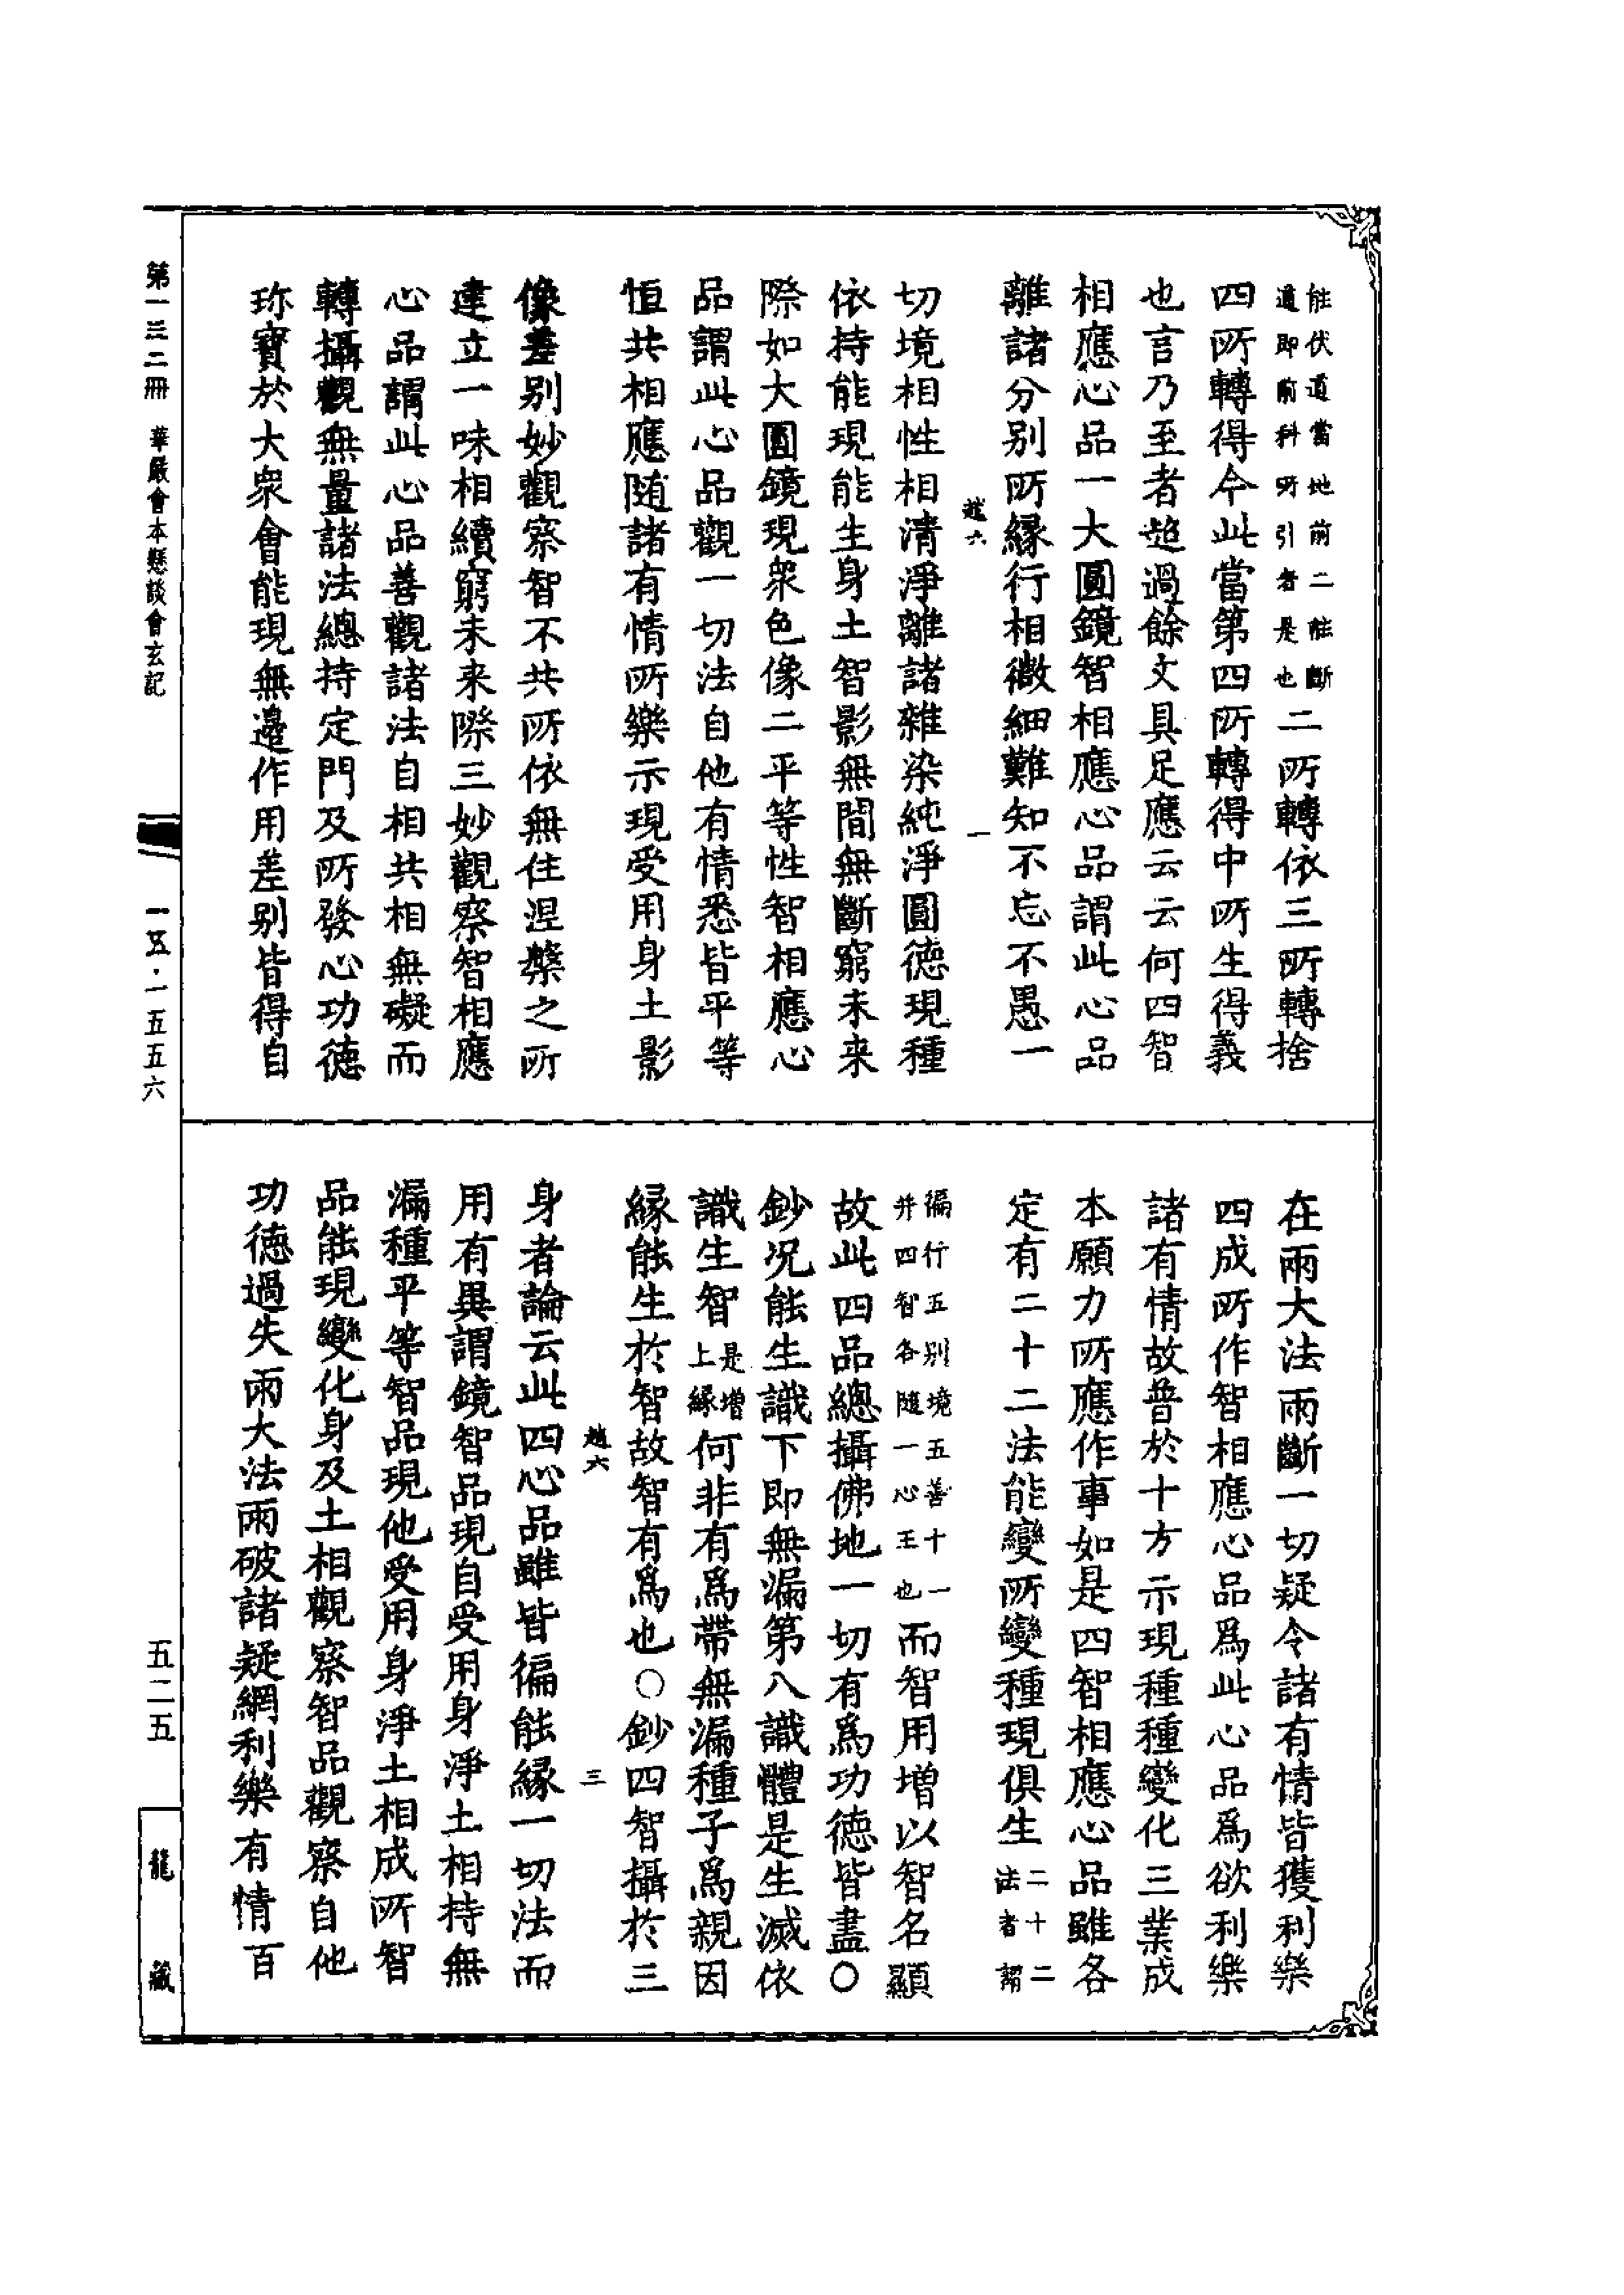 能伏道當地前二能斷
道即前科所引者是也二所轉依三所轉捨
四所轉得今此當第四所轉得中所生得義
也言乃至者超過餘文具足應云云何四智
相應心品一大圓鏡智相應心品謂此心品
離諸分別所緣行相微細難知不忘不愚一
趙六 一
切境相性相清淨離諸雜染純淨圓德現種
依持能現能生身土智影無間無斷窮未來
際如大圓鏡現衆色像二平等性智相應心
品謂此心品觀一切法自他有情悉皆平等
恒共相應随諸有情所樂示現受用身土影
像差别妙觀察智不共所依無住涅槃之所
建立一味相續窮未来際三妙觀察智相應
心品謂此心品善觀諸法自相共相無礙而
轉攝觀無量諸法總持定門及所發心功德
珎寳於大衆會能現無邊作用差别皆得自
在雨大法雨斷一切疑令諸有情皆獲利樂
四成所作智相應心品爲此心品爲欲利樂
諸有情故普於十方示現種種變化三業成
本願力所應作事如是四智相應心品雖各
定有二十二法能變所變種現俱生二十二
法者謂
徧行五别境五善十一
并四智各隨一心王也而智用增以智名顯
故此四品總攝佛地一切有爲功德皆盡○
鈔况能生識下即無漏第八識體是生滅依
識生智是增
上緣何非有爲帶無漏種子爲親因
緣能生於智故智有爲也○鈔四智攝於三
趙六 三
身者論云此四心品雖皆徧能緣一切法而
用有異謂鏡智品現自受用身淨土相持無
漏種平等智品現他受用身淨土相成所智
品能現變化身及土相觀察智品觀察自他
功德過失雨大法雨破諸疑網利樂有情百
第一三二冊 華嚴會本懸談會玄記
一五·一五五六
五二五
龍藏